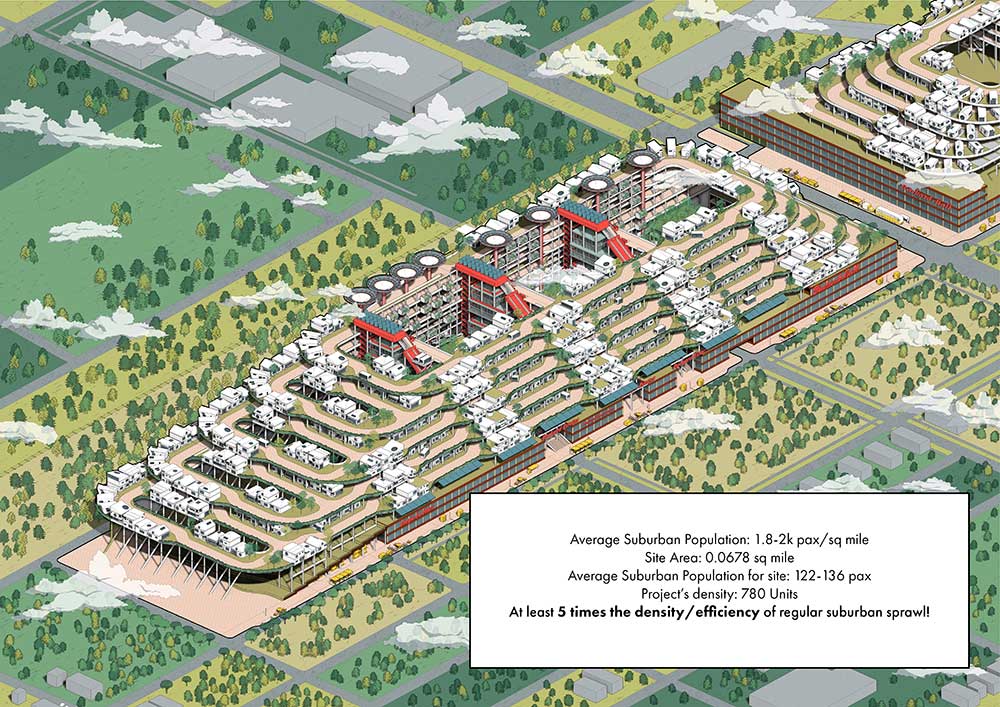 Average Suburban Population: 1.8-2k pax/sq mile
Site Area: 0.0678 sq mile
Average Suburban Population for site: 122-136 pax
Project's density: 780 Units
At least 5 times the density/efficiency of regular suburban sprawl!